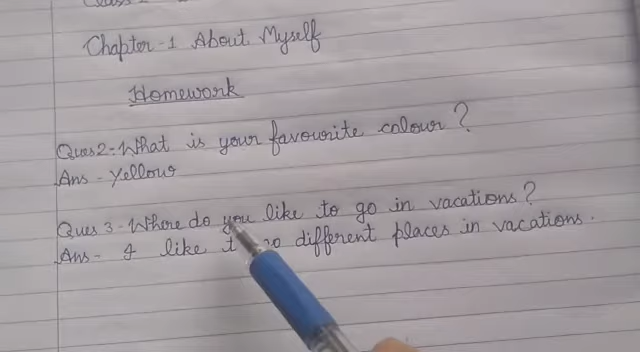 Chapter-1 About Myself
Homework
Ques2:-What is your favourite colour?
Ans - Yellow
Ques 3 - Where do you like to go in vacations?
Ans - I like different places in vacations.